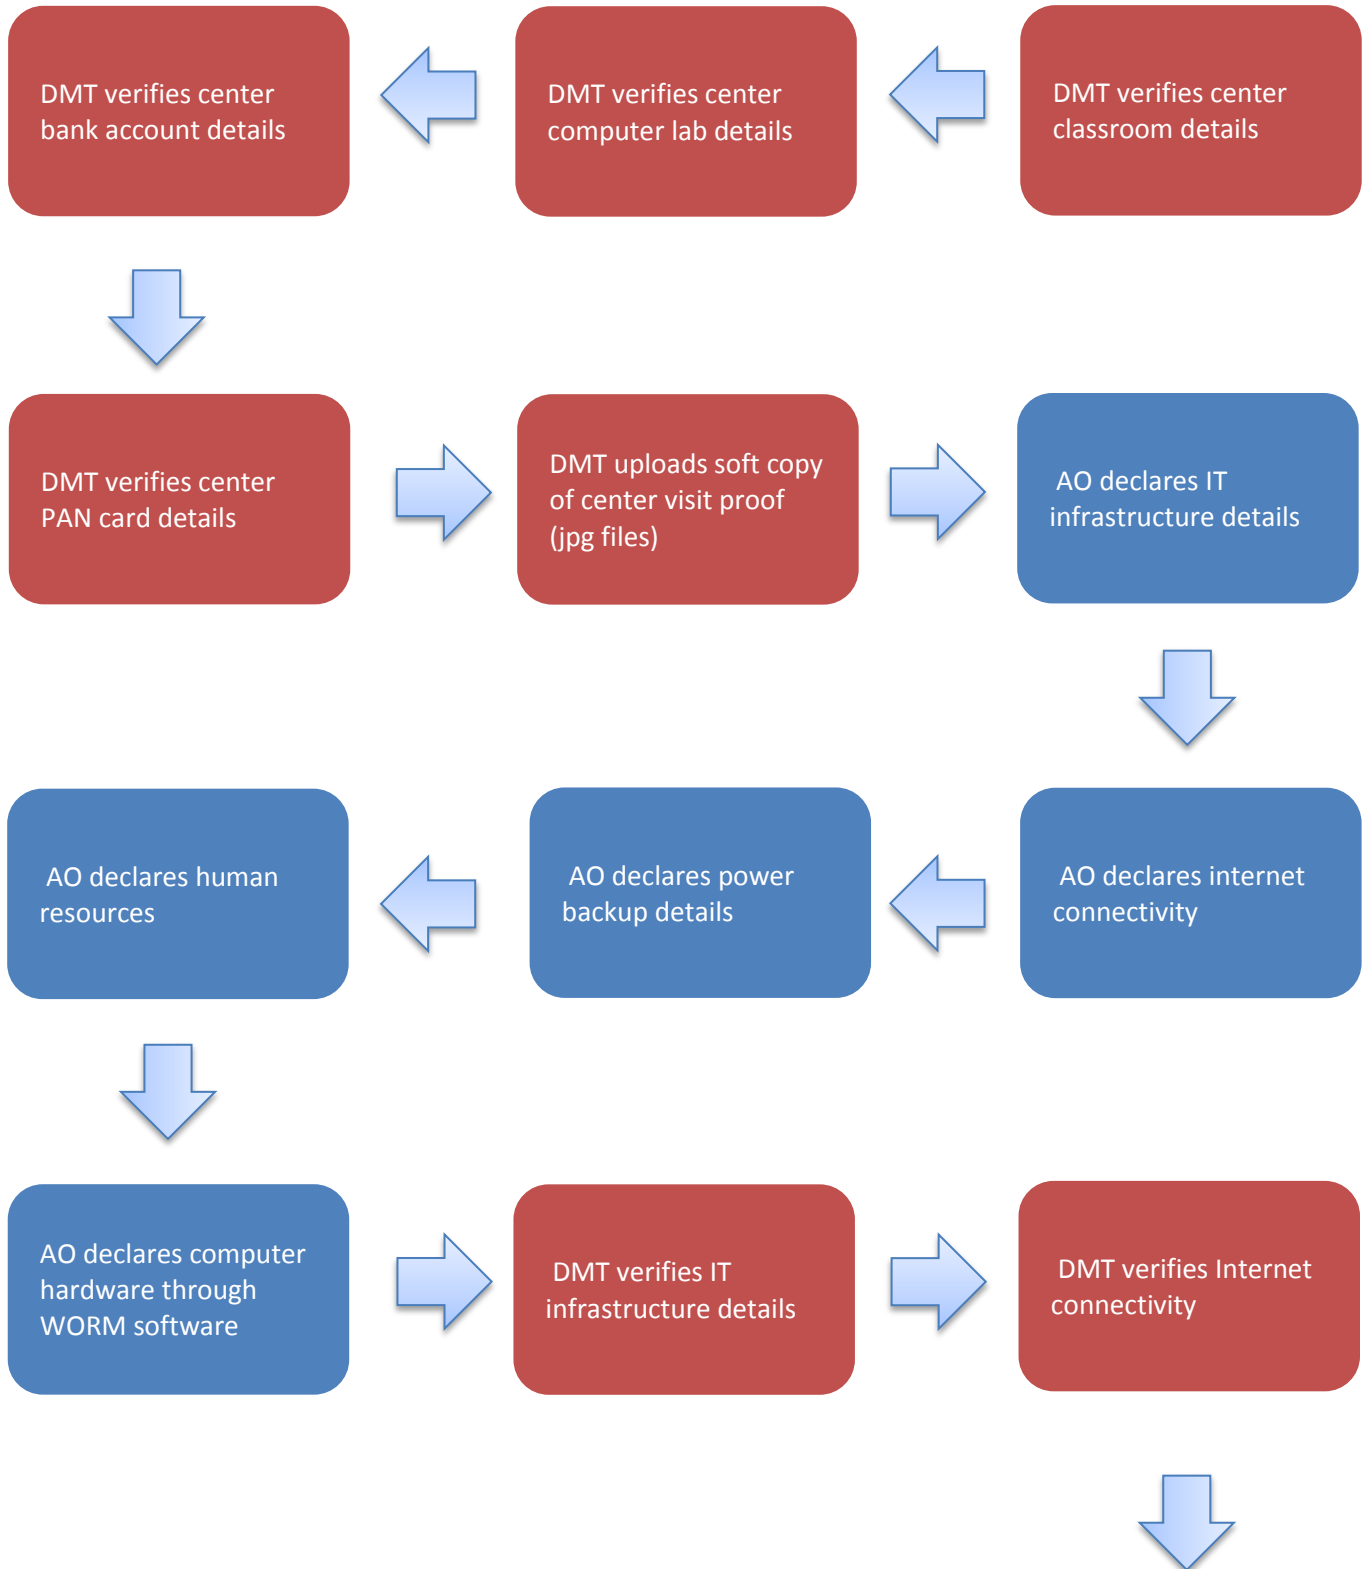 DMT verifies center
bank account details
DMT verifies center
computer lab details
DMT verifies center
classroom details
DMT verifies center
PAN card details
DMT uploads soft copy
of center visit proof
(jpg files)
AO declares IT
infrastructure details
AO declares human
resources
AO declares power
backup details
AO declares internet
connectivity
AO declares computer
hardware through
WORM software
DMT verifies IT
infrastructure details
DMT verifies Internet
connectivity